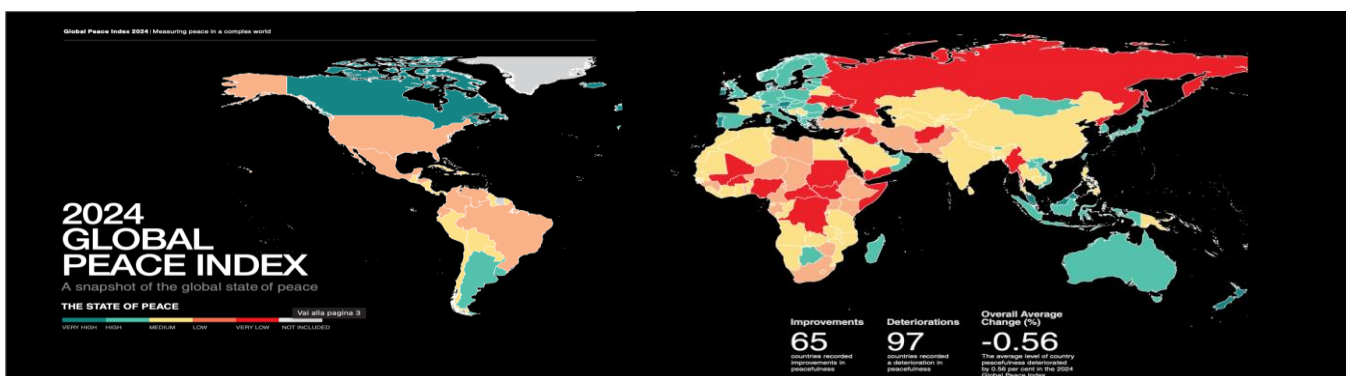 Global Peace Index 2024 | Measuring peace in a complex world
2024
GLOBAL
PEACE INDEX
A snapshot of the global state of peace
THE STATE OF PEACE
Vai alla pagina 3
VERY HIGH HIGH MEDIUM LOW VERY LOW NOT INCLUDED
Improvements
65
countries recorded
improvements in
peacefulness
Deteriorations
97
countries recorded
a deterioration in
peacefulness
Overall Average
Change (%)
-0.56
The average level of country
peacefulness deteriorated
by 0.56 per cent in the 2024
Global Peace Index